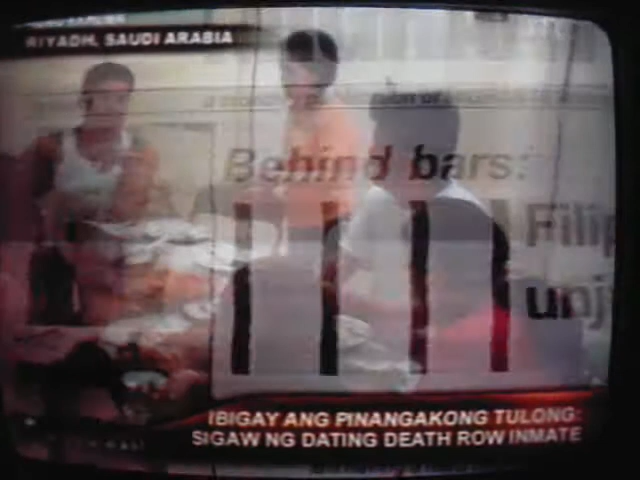 RIYADH, SAUDI ARABIA
Behind bars:
Filip
unj
IBIGAY ANG PINANGAKONG TULONG:
SIGAW NG DATING DEATH ROW INMATE